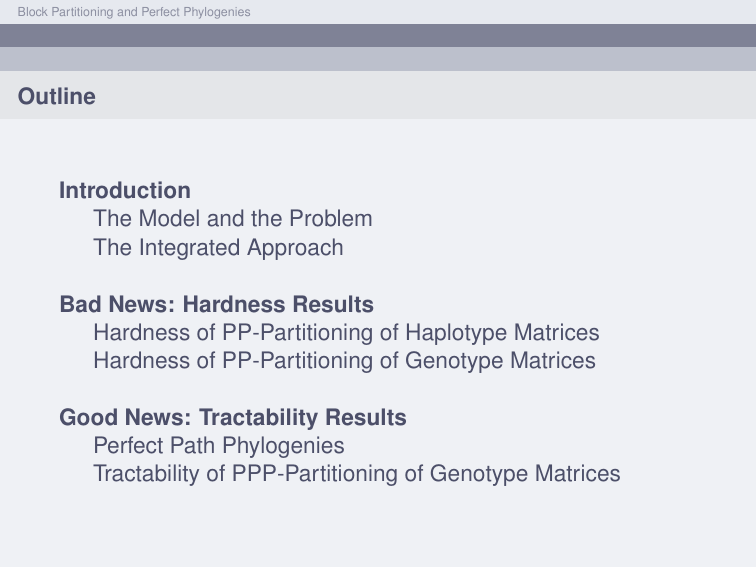 Block Partitioning and Perfect Phylogenies
Outline
Introduction
The Model and the Problem
The Integrated Approach
Bad News: Hardness Results
Hardness of PP-Partitioning of Haplotype Matrices
Hardness of PP-Partitioning of Genotype Matrices
Good News: Tractability Results
Perfect Path Phylogenies
Tractability of PPP-Partitioning of Genotype Matrices